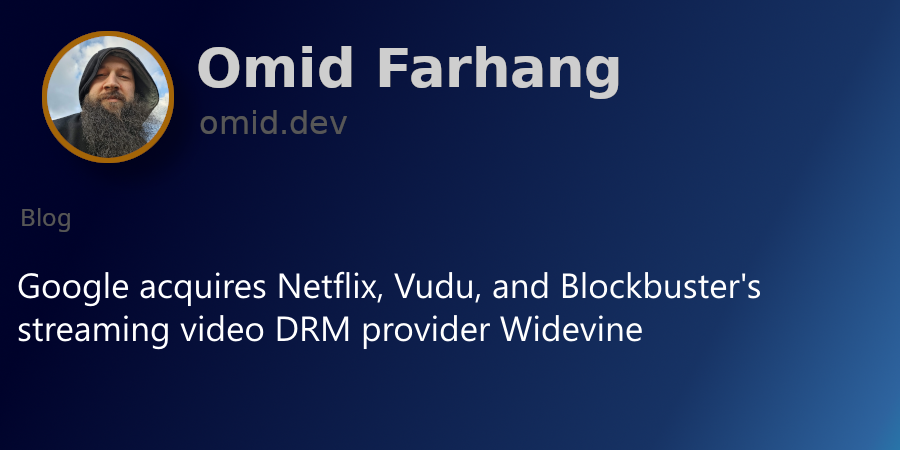 Omid Farhang
omid.dev
Blog
Google acquires Netflix, Vudu, and Blockbuster's
streaming video DRM provider Widevine